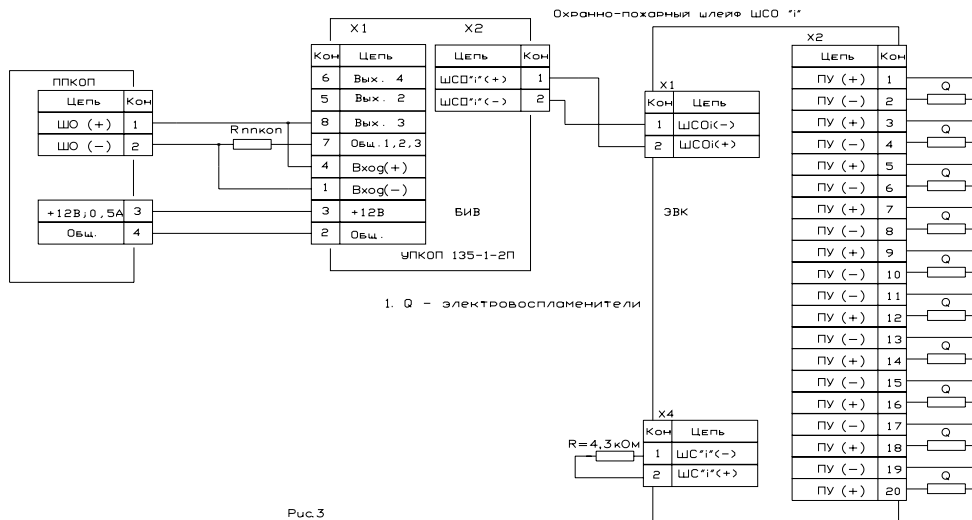 Охранно-пожарный шлейф ШСО "i"
ППКОП
Цепь Кон
ШО (+) 1
ШО (-) 2
+12В;0,5А 3
Общ. 4
Rппкоп
X1
Кон Цепь
6 Вых. 4
5 Вых. 2
8 Вых. 3
7 Общ.1,2,3
4 Вход(+)
1 Вход(-)
3 +12В
2 Общ.
X2
Цепь Кон
ШСО"i"(+) 1
ШСО"i"(-) 2
БИВ
УПКОП 135-1-2П
X1
Кон Цепь
1 ШСОi(-)
2 ШСОi(+)
ЭВК
X2
Цепь Кон
ПУ (+) 1
ПУ (-) 2
ПУ (+) 3
ПУ (-) 4
ПУ (+) 5
ПУ (-) 6
ПУ (+) 7
ПУ (-) 8
ПУ (+) 9
ПУ (-) 10
ПУ (-) 11
ПУ (+) 12
ПУ (-) 13
ПУ (+) 14
ПУ (-) 15
ПУ (+) 16
ПУ (-) 17
ПУ (+) 18
ПУ (-) 19
ПУ (+) 20
Q
Q
Q
Q
Q
Q
Q
Q
Q
Q
1. Q - электровоспламенители
X4
Кон Цепь
1 ШС"i"(-)
2 ШС"i"(+)
R=4,3кОм
Рис.3